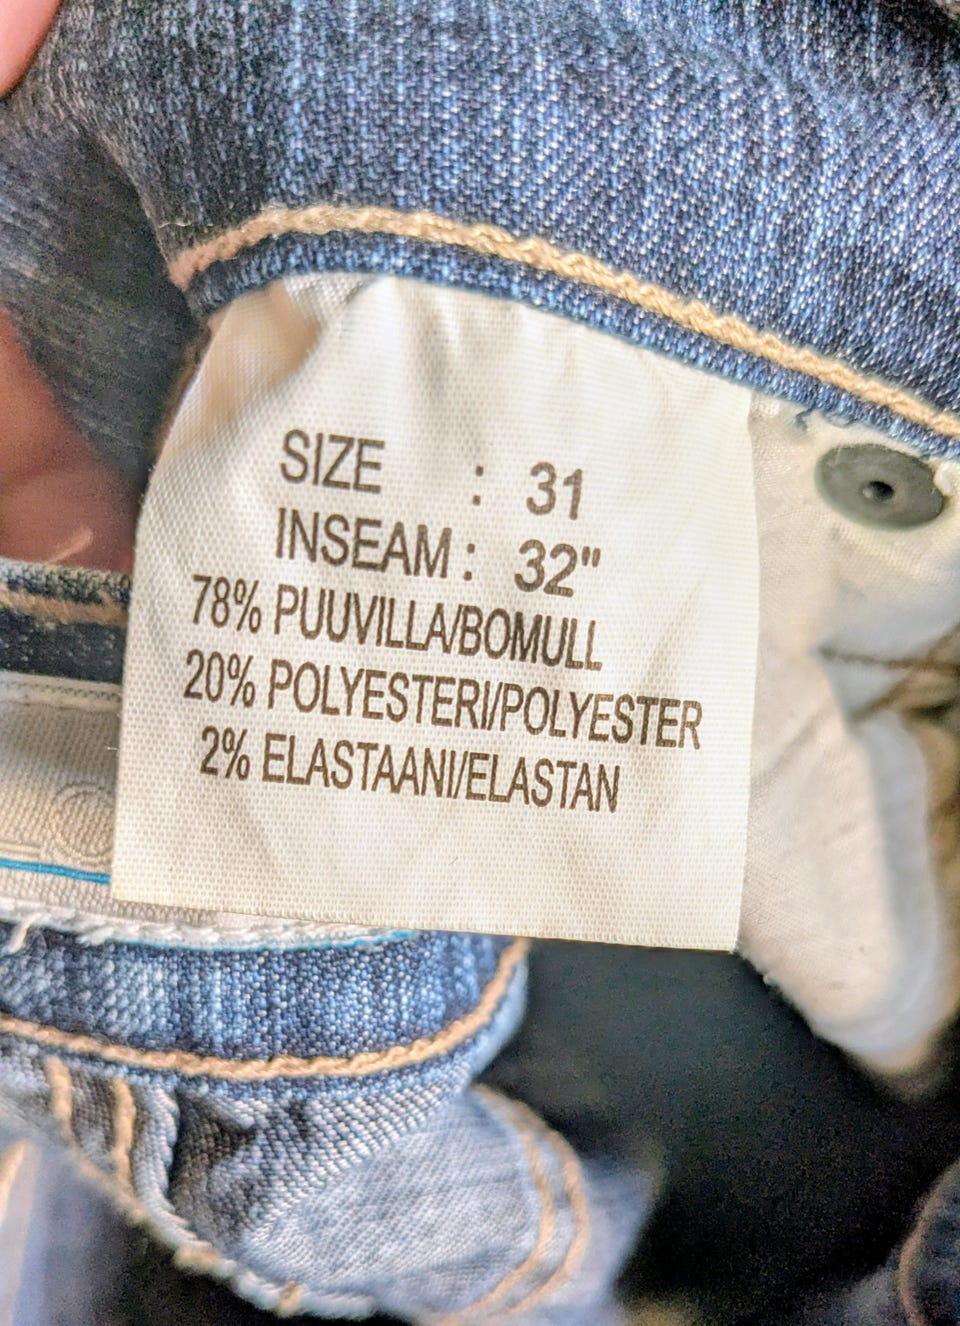 SIZE : 31
INSEAM : 32"
78% PUUVILLA/BOMULL
20% POLYESTERI/POLYESTER
2% ELASTAANI/ELASTAN